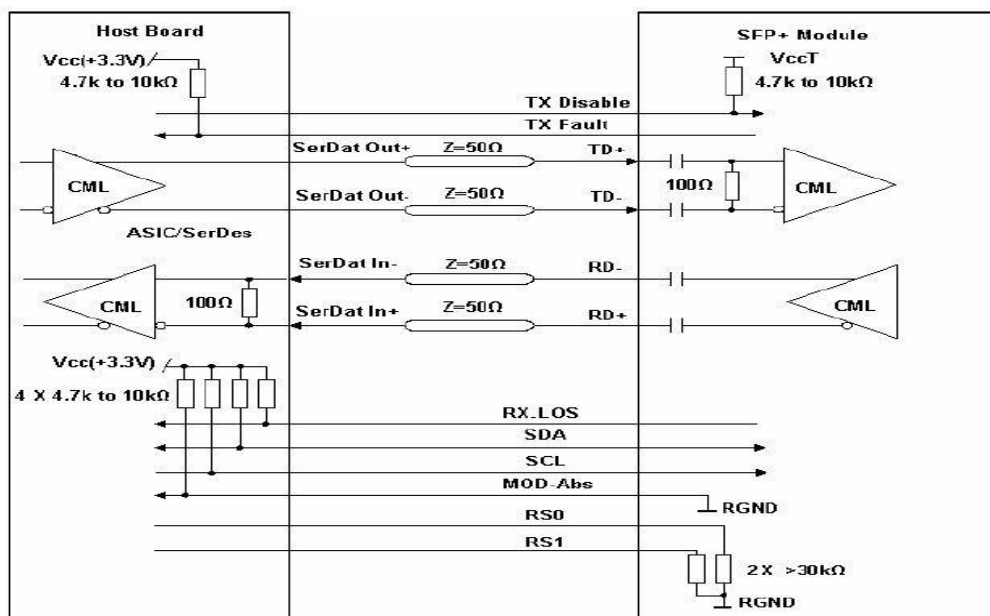 Host Board
SFP+ Module
Vcc(+3.3V)
4.7k to 10kΩ
VccT
4.7k to 10kΩ
TX Disable
TX Fault
SerDat Out+
Z=50Ω
TD+
CML
100Ω
CML
SerDat Out-
Z=50Ω
TD-
ASIC/SerDes
SerDat In-
Z=50Ω
RD-
CML
100Ω
SerDat In+
Z=50Ω
RD+
CML
Vcc(+3.3V)
4 X 4.7k to 10kΩ
RX-LOS
SDA
SCL
MOD-Abs
RGND
RS0
RS1
2X >30kΩ
RGND